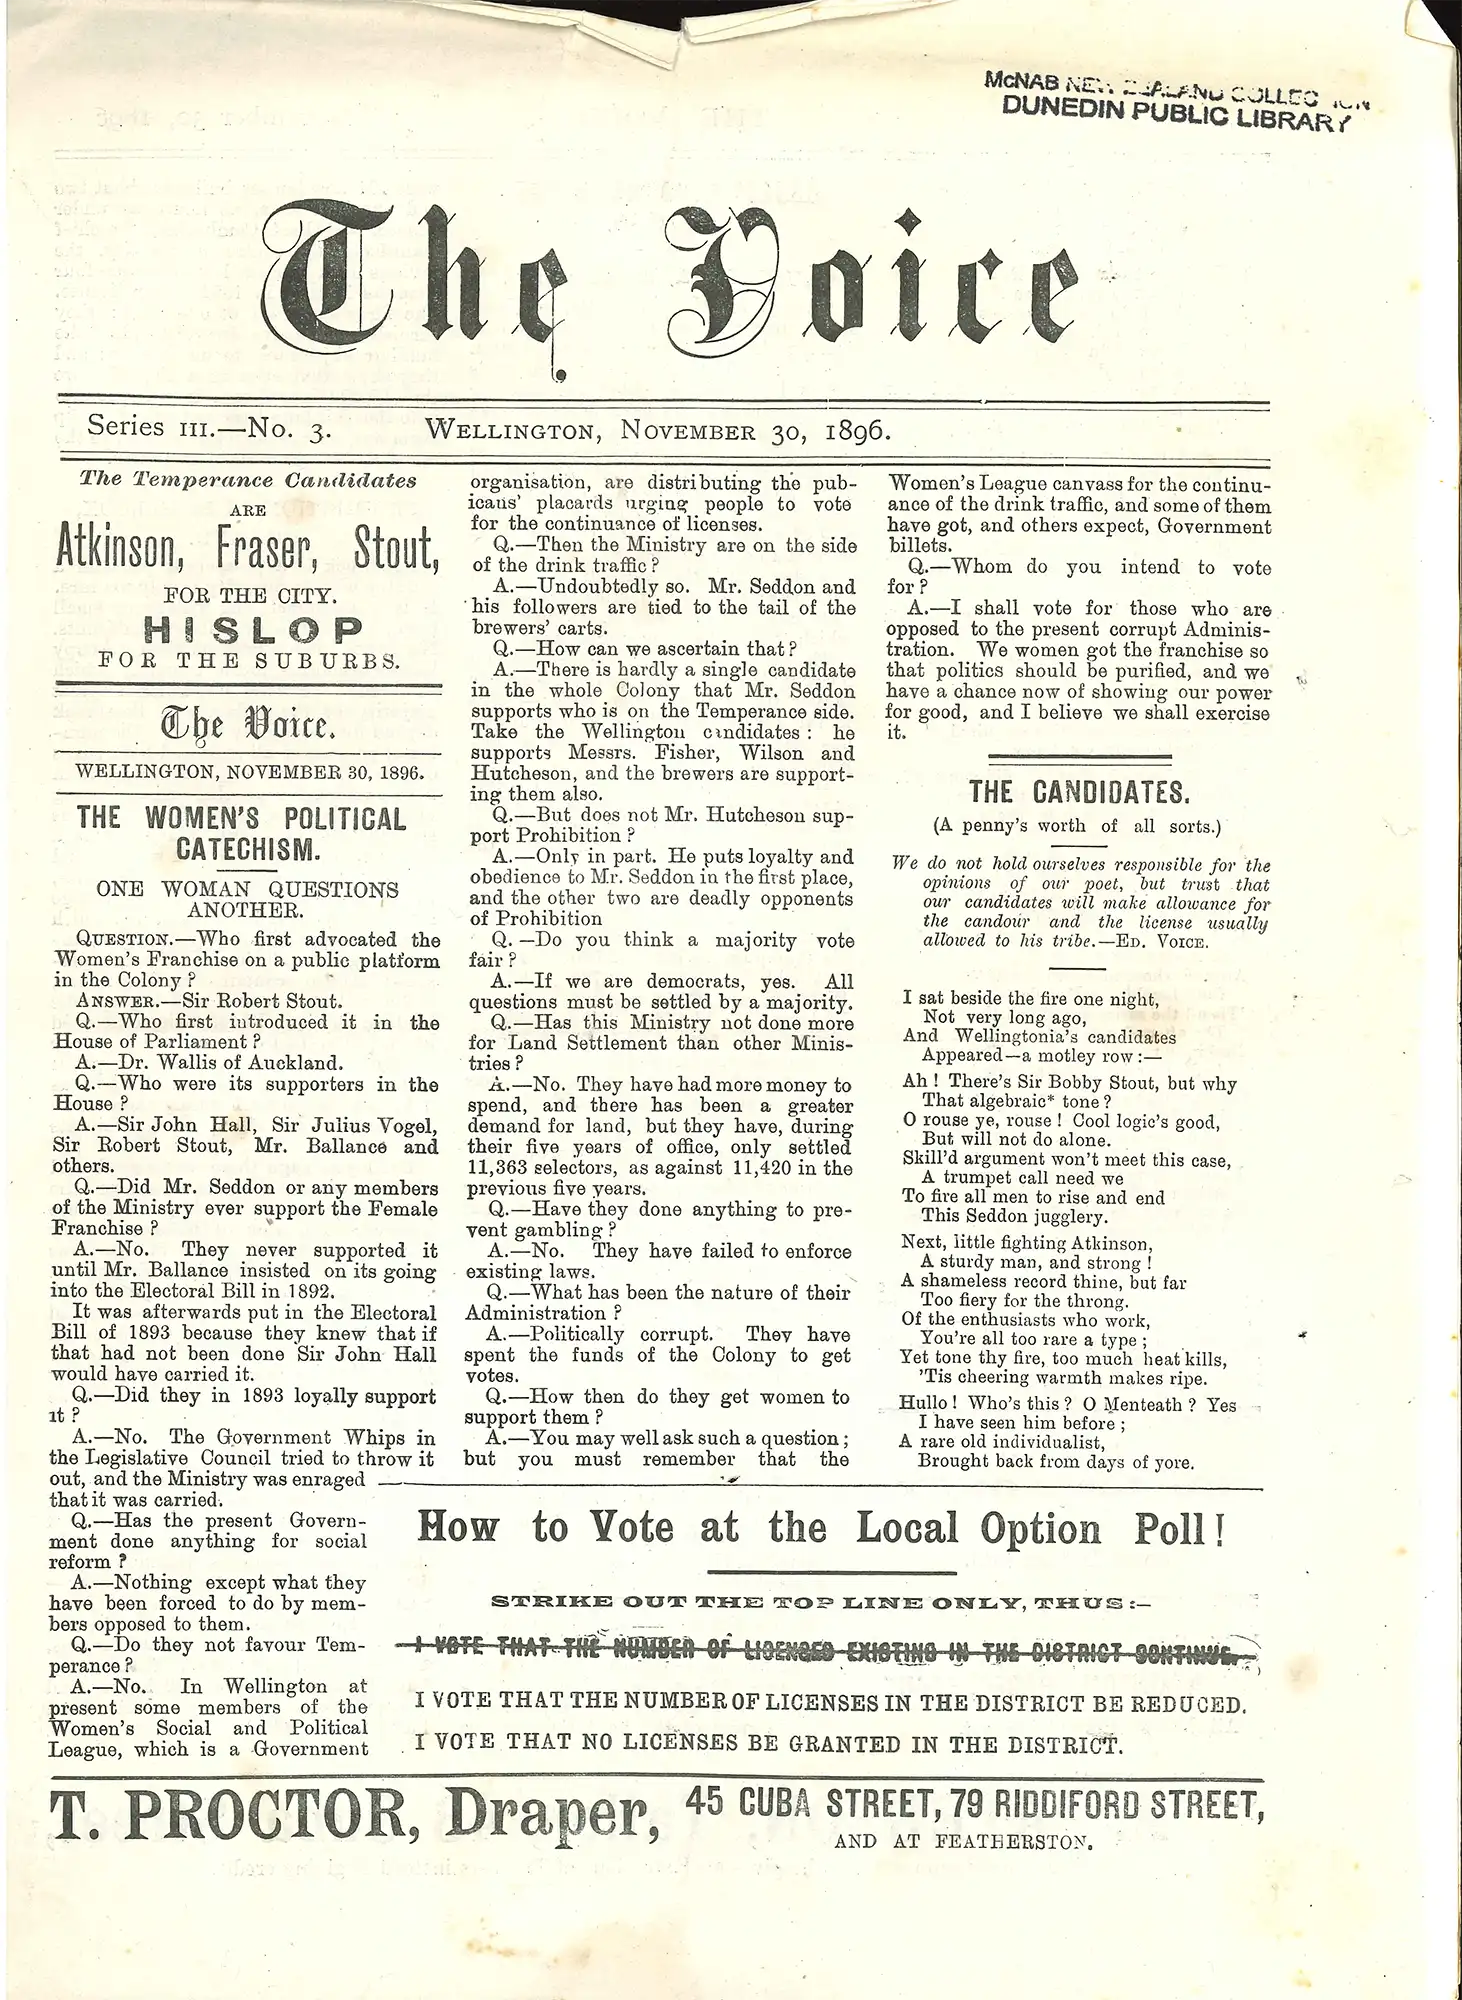 McNAB NEW ZEALAND COLLECTION
DUNEDIN PUBLIC LIBRARY
The Voice
Series III.—No. 3. WELLINGTON, NOVEMBER 30, 1896.
The Temperance Candidates
ARE
Atkinson, Fraser, Stout,
FOR THE CITY.
HISLOP
FOR THE SUBURBS.
The Voice.
WELLINGTON, NOVEMBER 30, 1896.
THE WOMEN'S POLITICAL
CATECHISM.
ONE WOMAN QUESTIONS
ANOTHER.
QUESTION.—Who first advocated the
Women's Franchise on a public platform
in the Colony ?
ANSWER.—Sir Robert Stout.
Q.—Who first introduced it in the
House of Parliament ?
A.—Dr. Wallis of Auckland.
Q.—Who were its supporters in the
House ?
A.—Sir John Hall, Sir Julius Vogel,
Sir Robert Stout, Mr. Ballance and
others.
Q.—Did Mr. Seddon or any members
of the Ministry ever support the Female
Franchise ?
A.—No. They never supported it
until Mr. Ballance insisted on its going
into the Electoral Bill in 1892.
It was afterwards put in the Electoral
Bill of 1893 because they knew that if
that had not been done Sir John Hall
would have carried it.
Q.—Did they in 1893 loyally support
it ?
A.—No. The Government Whips in
the Legislative Council tried to throw it
out, and the Ministry was enraged
that it was carried.
Q.—Has the present Govern-
ment done anything for social
reform ?
A.—Nothing except what they
have been forced to do by mem-
bers opposed to them.
Q.—Do they not favour Tem-
perance ?
A.—No. In Wellington at
present some members of the
Women's Social and Political
League, which is a Government
organisation, are distributing the pub-
licans' placards urging people to vote
for the continuance of licenses.
Q.—Then the Ministry are on the side
of the drink traffic ?
A.—Undoubtedly so. Mr. Seddon and
his followers are tied to the tail of the
brewers' carts.
Q.—How can we ascertain that ?
A.—There is hardly a single candidate
in the whole Colony that Mr. Seddon
supports who is on the Temperance side.
Take the Wellington candidates : he
supports Messrs. Fisher, Wilson and
Hutcheson, and the brewers are support-
ing them also.
Q.—But does not Mr. Hutcheson sup-
port Prohibition ?
A.—Only in part. He puts loyalty and
obedience to Mr. Seddon in the first place,
and the other two are deadly opponents
of Prohibition
Q.—Do you think a majority vote
fair ?
A.—If we are democrats, yes. All
questions must be settled by a majority.
Q.—Has this Ministry not done more
for Land Settlement than other Minis-
tries ?
A.—No. They have had more money to
spend, and there has been a greater
demand for land, but they have, during
their five years of office, only settled
11,363 selectors, as against 11,420 in the
previous five years.
Q.—Have they done anything to pre-
vent gambling ?
A.—No. They have failed to enforce
existing laws.
Q.—What has been the nature of their
Administration ?
A.—Politically corrupt. They have
spent the funds of the Colony to get
votes.
Q.—How then do they get women to
support them ?
A.—You may well ask such a question ;
but you must remember that the
Women's League canvass for the continu-
ance of the drink traffic, and some of them
have got, and others expect, Government
billets.
Q.—Whom do you intend to vote
for ?
A.—I shall vote for those who are
opposed to the present corrupt Adminis-
tration. We women got the franchise so
that politics should be purified, and we
have a chance now of showing our power
for good, and I believe we shall exercise
it.
THE CANDIDATES.
(A penny's worth of all sorts.)
We do not hold ourselves responsible for the
opinions of our poet, but trust that
our candidates will make allowance for
the candour and the license usually
allowed to his tribe.—ED. VOICE.
I sat beside the fire one night,
Not very long ago,
And Wellingtonia's candidates
Appeared—a motley row :—
Ah ! There's Sir Bobby Stout, but why
That algebraic* tone ?
O rouse ye, rouse ! Cool logic's good,
But will not do alone.
Skill'd argument won't meet this case,
A trumpet call need we
To fire all men to rise and end
This Seddon jugglery.
Next, little fighting Atkinson,
A sturdy man, and strong !
A shameless record thine, but far
Too fiery for the throng.
Of the enthusiasts who work,
You're all too rare a type ;
Yet tone thy fire, too much heat kills,
'Tis cheering warmth makes ripe.
Hullo ! Who's this ? O Menteath ? Yes
I have seen him before ;
A rare old individualist,
Brought back from days of yore.
How to Vote at the Local Option Poll !
STRIKE OUT THE TOP LINE ONLY, THUS :—
I VOTE THAT THE NUMBER OF LICENSES EXISTING IN THE DISTRICT CONTINUE.
I VOTE THAT THE NUMBER OF LICENSES IN THE DISTRICT BE REDUCED.
I VOTE THAT NO LICENSES BE GRANTED IN THE DISTRICT.
T. PROCTOR, Draper, 45 CUBA STREET, 79 RIDDIFORD STREET,
AND AT FEATHERSTON.